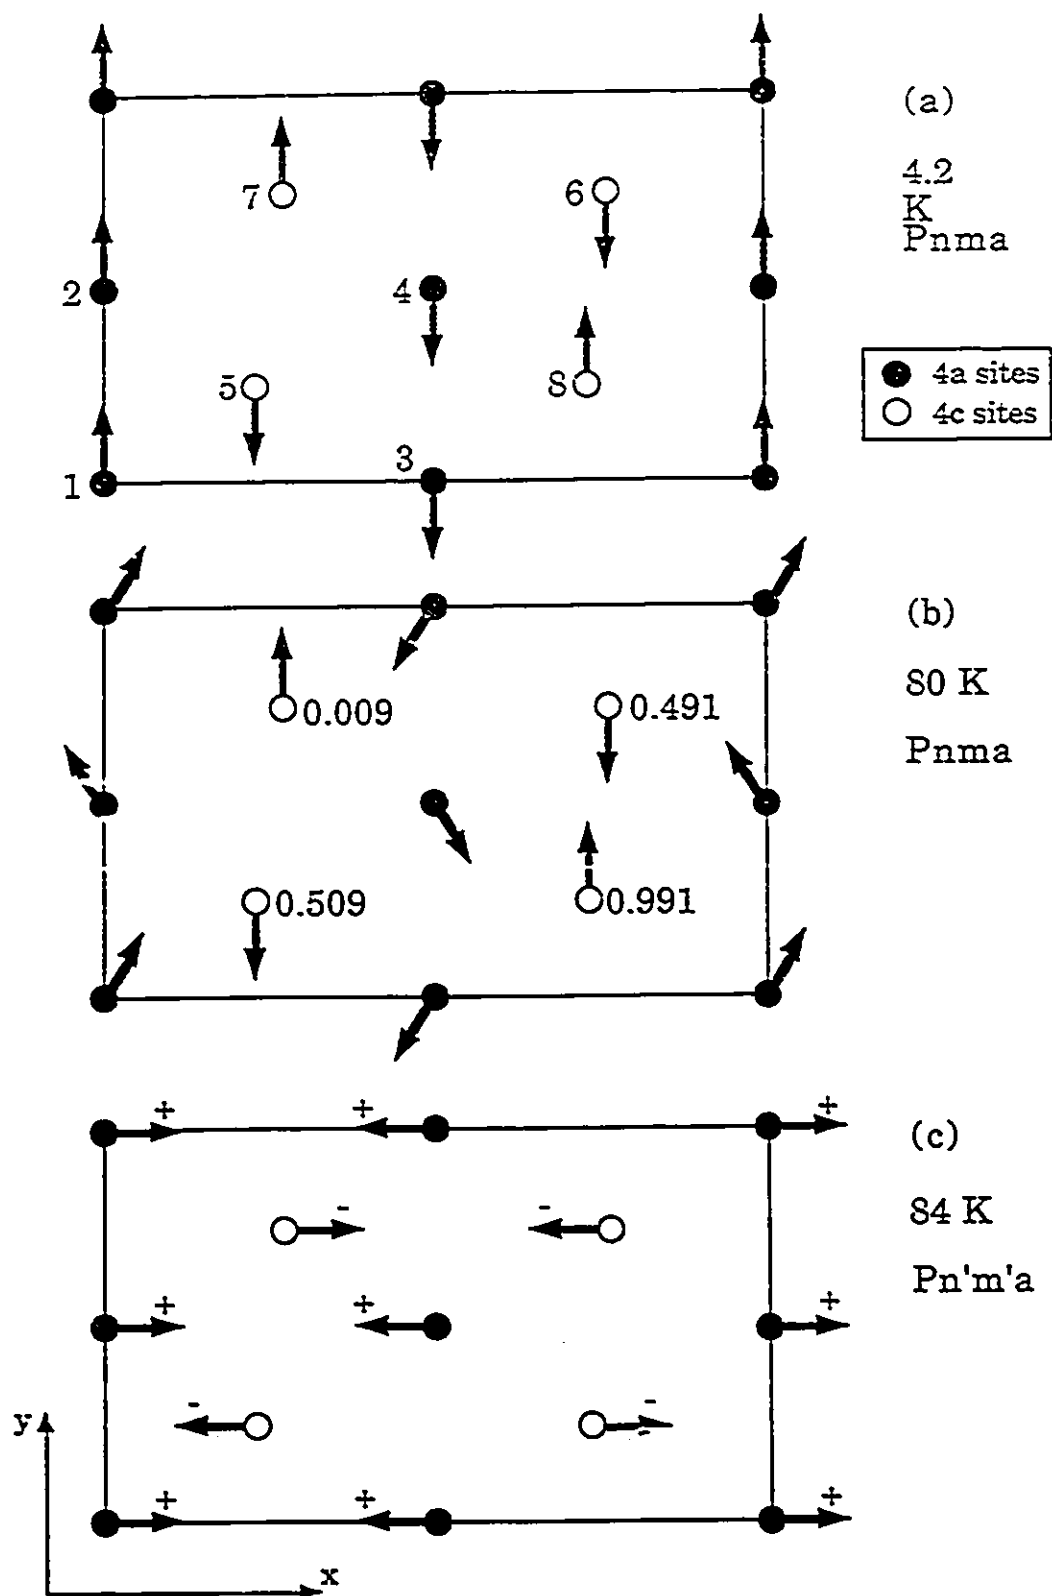 (a)
4.2
K
Pnma
7
6
2
4
5
8
3
1
4a sites
4c sites
(b)
80 K
Pnma
0.009
0.491
0.509
0.991
+ + +
(c)
- -
84 K
Pn'm'a
+ + +
- - -
y
+ + +
x